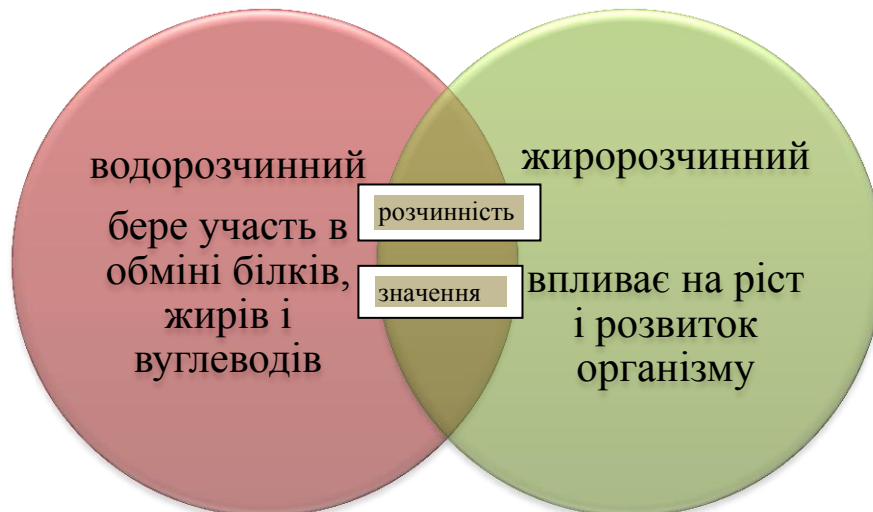 водорозчинний
бере участь в
обміні білків,
жирів і
вуглеводів
розчинність
значення
жиророзчинний
впливає на ріст
і розвиток
організму